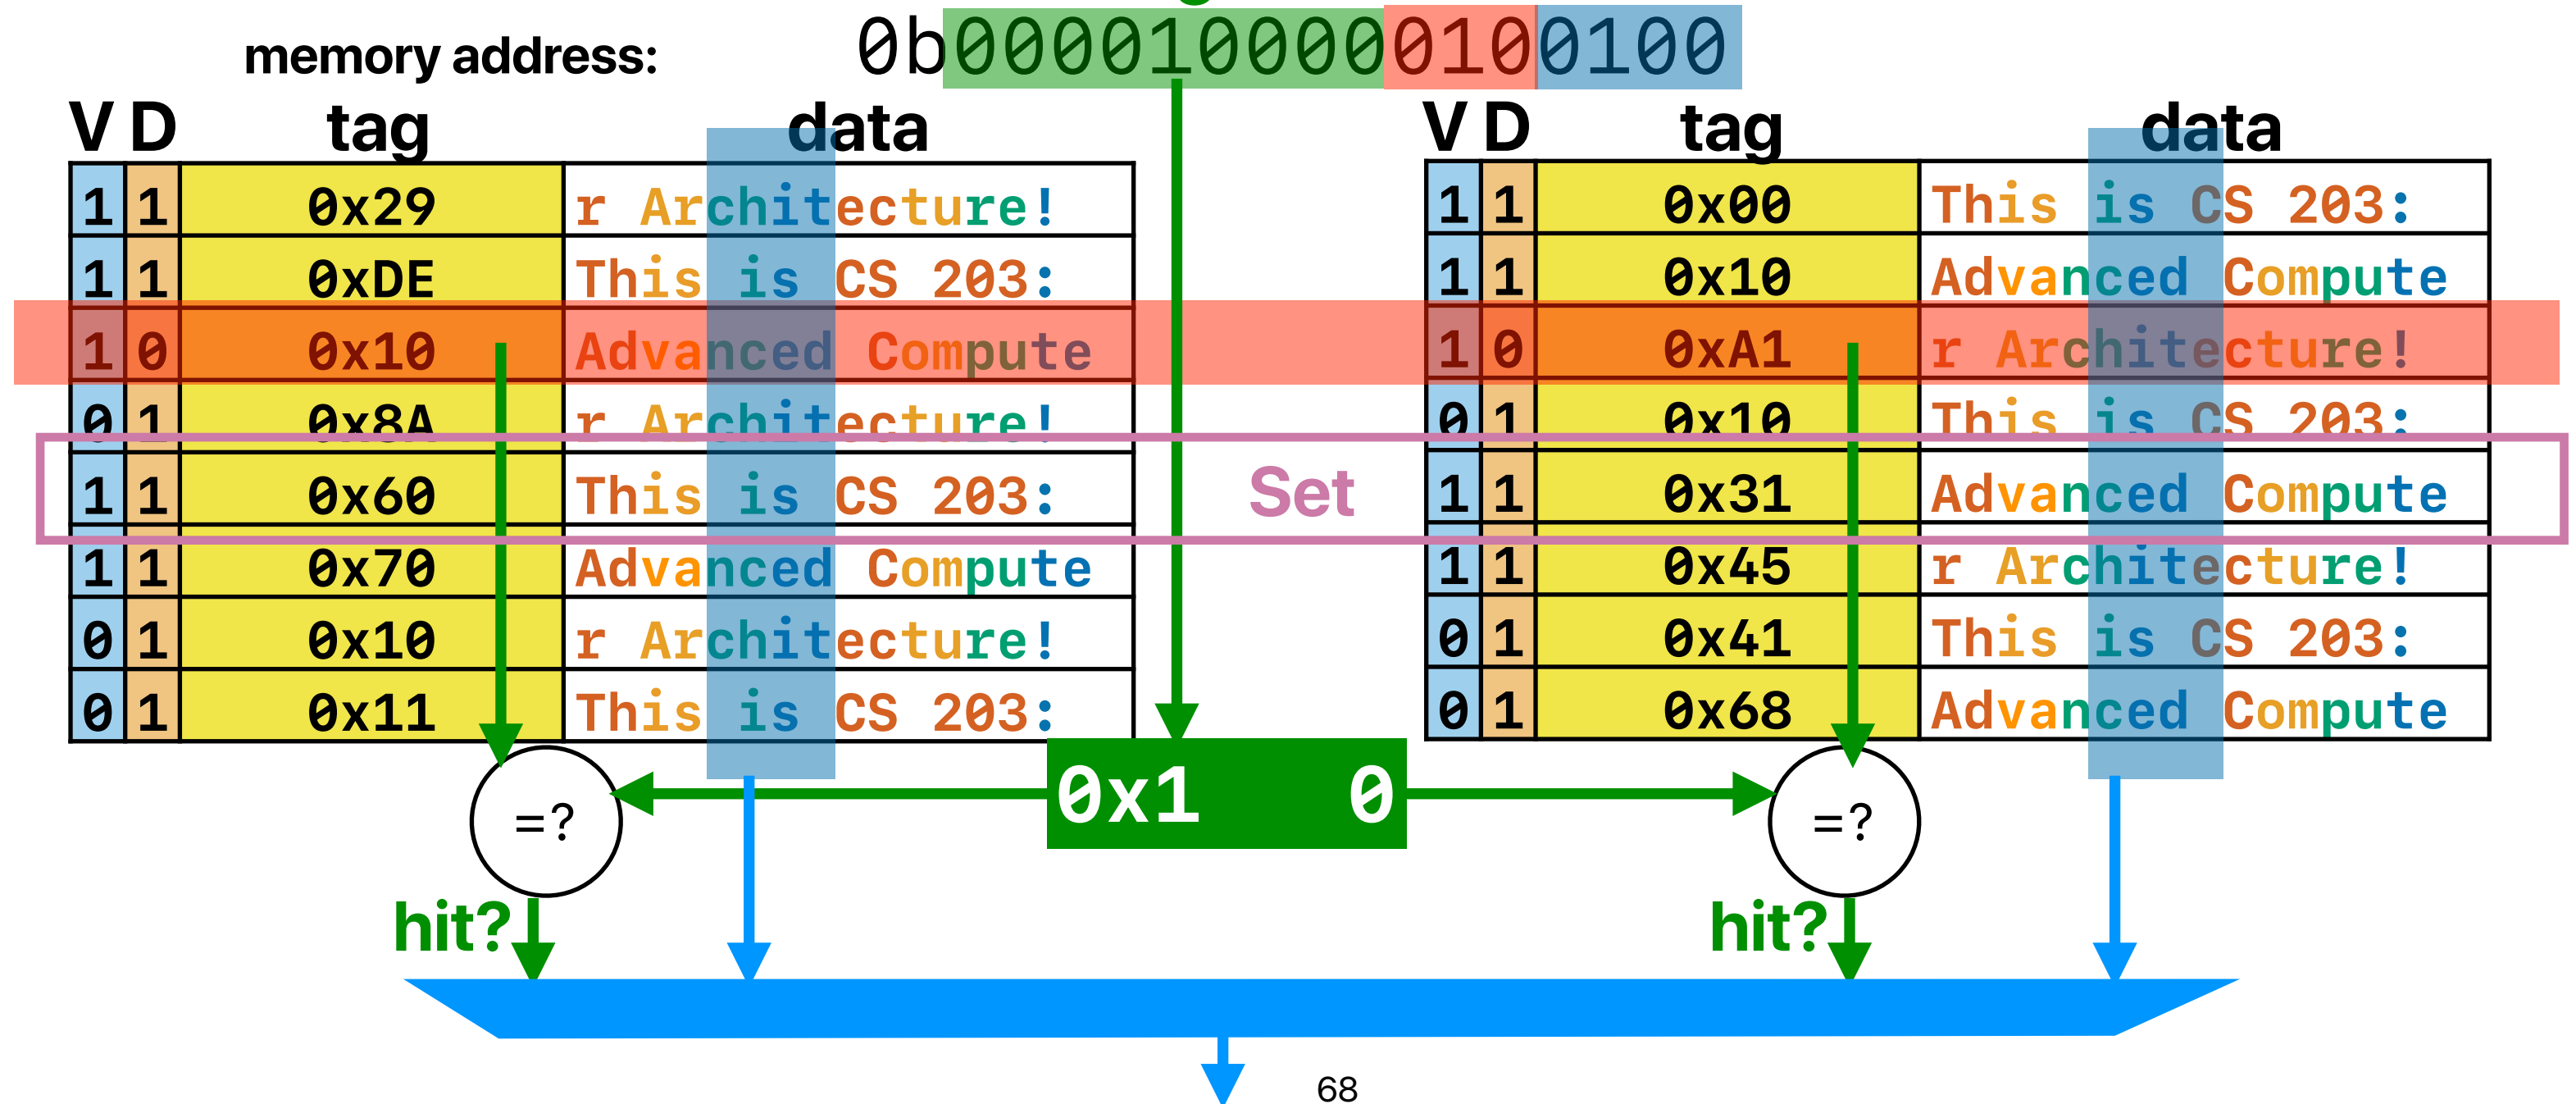 memory address: 0b0000100000100100
V D tag data V D tag data
1 1 0x29 r Architecture! 1 1 0x00 This is CS 203:
1 1 0xDE This is CS 203: 1 1 0x10 Advanced Compute
1 0 0x10 Advanced Compute 1 0 0xA1 r Architecture!
0 1 0x8A r Architecture! 0 1 0x10 This is CS 203:
1 1 0x60 This is CS 203: Set 1 1 0x31 Advanced Compute
1 1 0x70 Advanced Compute 1 1 0x45 r Architecture!
0 1 0x10 r Architecture! 0 1 0x41 This is CS 203:
0 1 0x11 This is CS 203: 0 1 0x68 Advanced Compute
=? 0x1 0 =?
hit? hit?
68